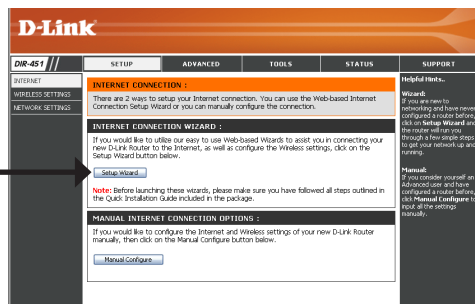 D-Link
DIR-451
SETUP
ADVANCED
TOOLS
STATUS
SUPPORT
INTERNET
WIRELESS SETTINGS
NETWORK SETTINGS
INTERNET CONNECTION :
There are 2 ways to setup your Internet connection. You can use the Web-based Internet
Connection Setup Wizard or you can manually configure the connection.
INTERNET CONNECTION WIZARD :
If you would like to utilize our easy to use Web-based Wizards to assist you in connecting your
new D-Link Router to the Internet, as well as configure the Wireless settings, click on the
Setup Wizard button below.
Setup Wizard
Note: Before launching these wizards, please make sure you have followed all steps outlined in
the Quick Installation Guide included in the package.
MANUAL INTERNET CONNECTION OPTIONS :
If you would like to configure the Internet and Wireless settings of your new D-Link Router
manually, then click on the Manual Configure button below.
Manual Configure
Helpful Hints..
Wizard:
If you are new to
networking and have never
configured a router before,
click on Setup Wizard and
the router will run you
through a few simple steps
to get your network up and
running.
Manual:
If you consider yourself an
Advanced user and have
configured a router before,
click Manual Configure to
input all the settings
manually.